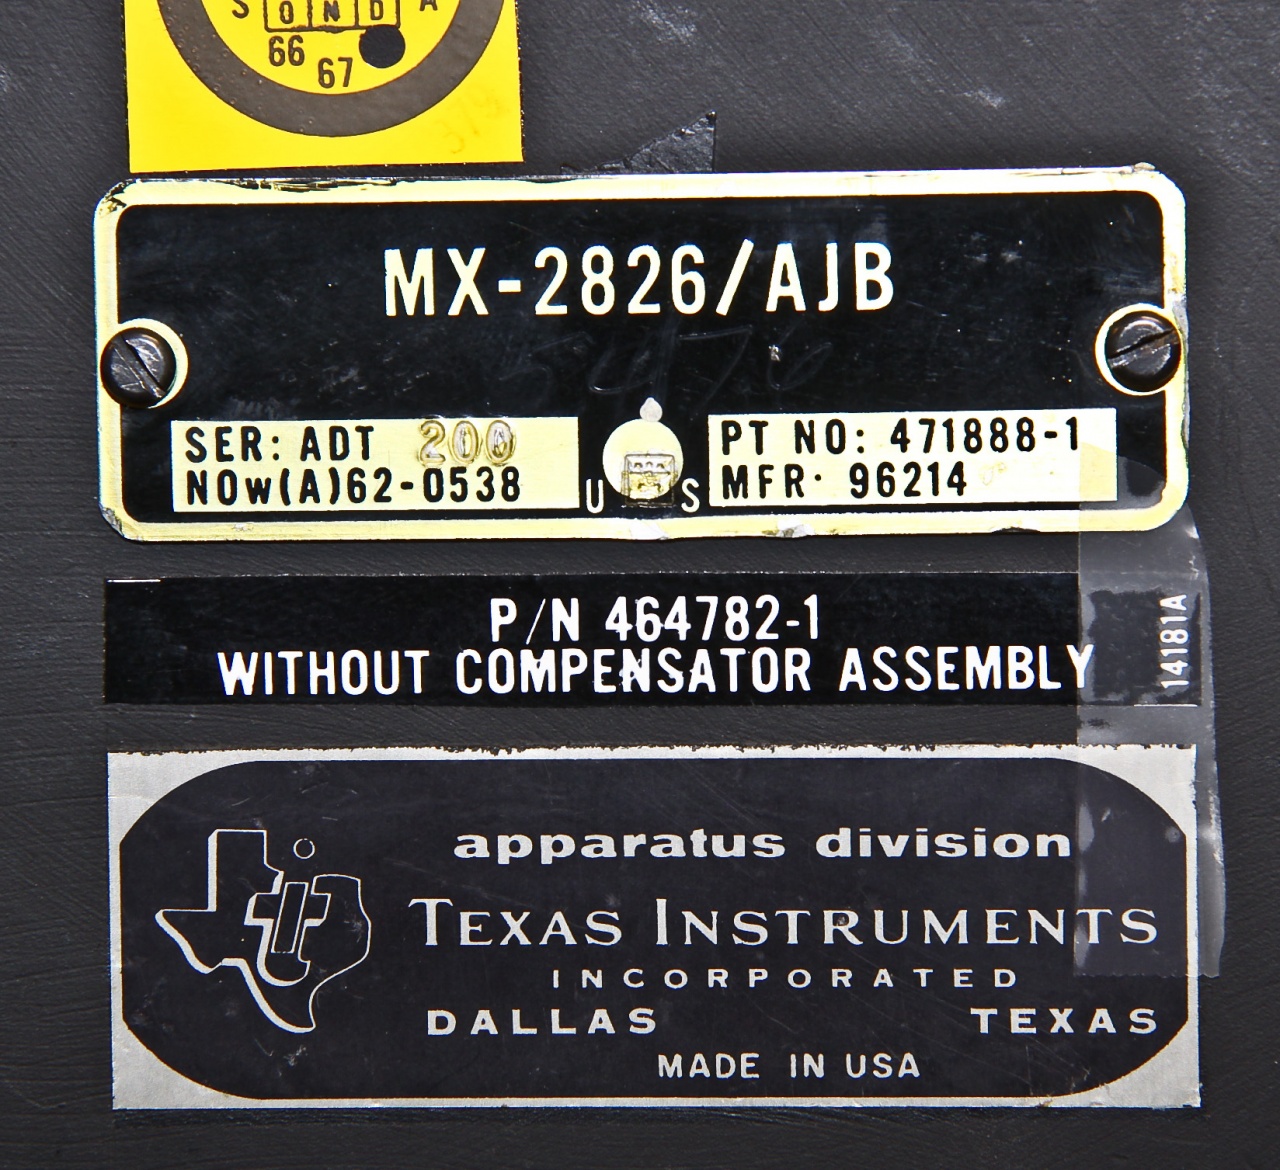 S O N D A
66
67
MX-2826/AJB
5476
SER: ADT 200
NOw(A)62-0538
U S
PT NO: 471888-1
MFR· 96214
P/N 464782-1
WITHOUT COMPENSATOR ASSEMBLY
14181A
apparatus division
TEXAS INSTRUMENTS
INCORPORATED
DALLAS TEXAS
MADE IN USA